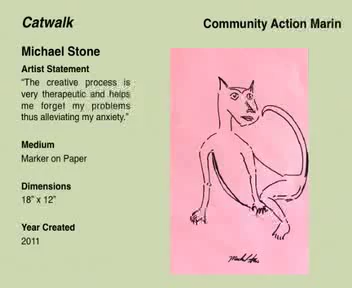 Catwalk
Community Action Marin
Michael Stone
Artist Statement
“The creative process is
very therapeutic and helps
me forget my problems
thus alleviating my anxiety.”
Medium
Marker on Paper
Dimensions
18” x 12”
Year Created
2011